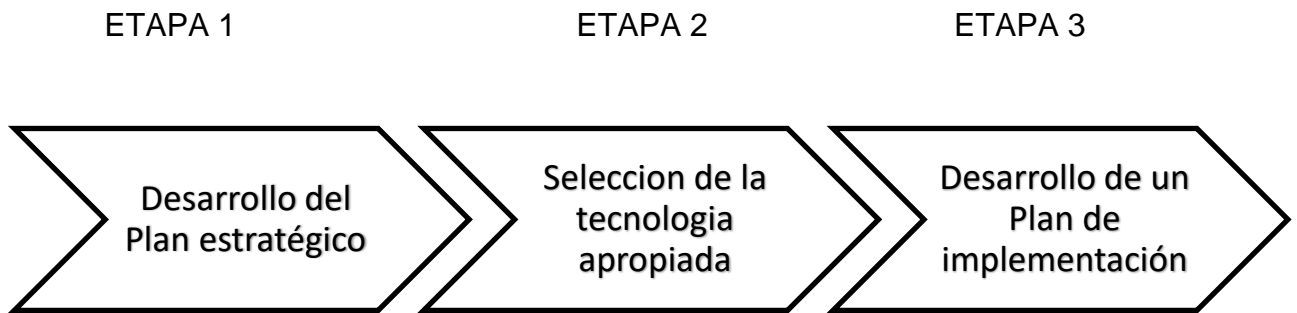 ETAPA 1
ETAPA 2
ETAPA 3
Desarrollo del
Plan estratégico
Seleccion de la
tecnologia
apropiada
Desarrollo de un
Plan de
implementación